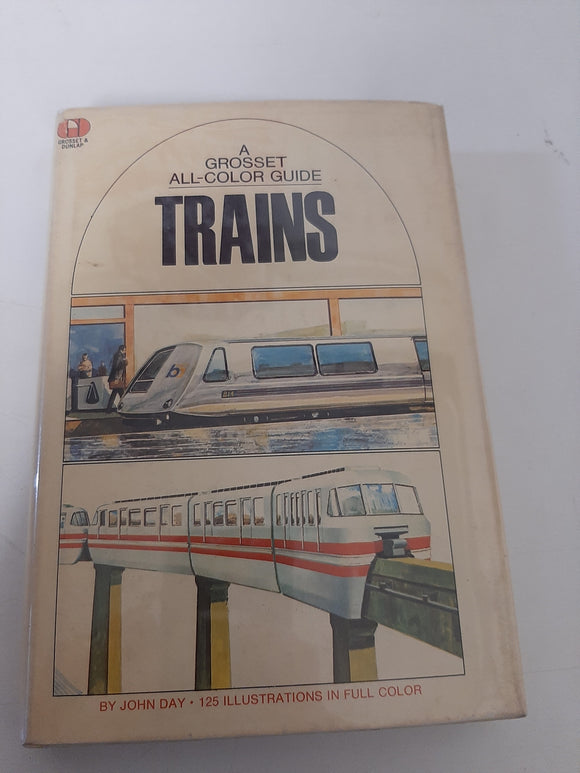 GROSSET &
DUNLAP
A
GROSSET
ALL-COLOR GUIDE
TRAINS
BY JOHN DAY • 125 ILLUSTRATIONS IN FULL COLOR